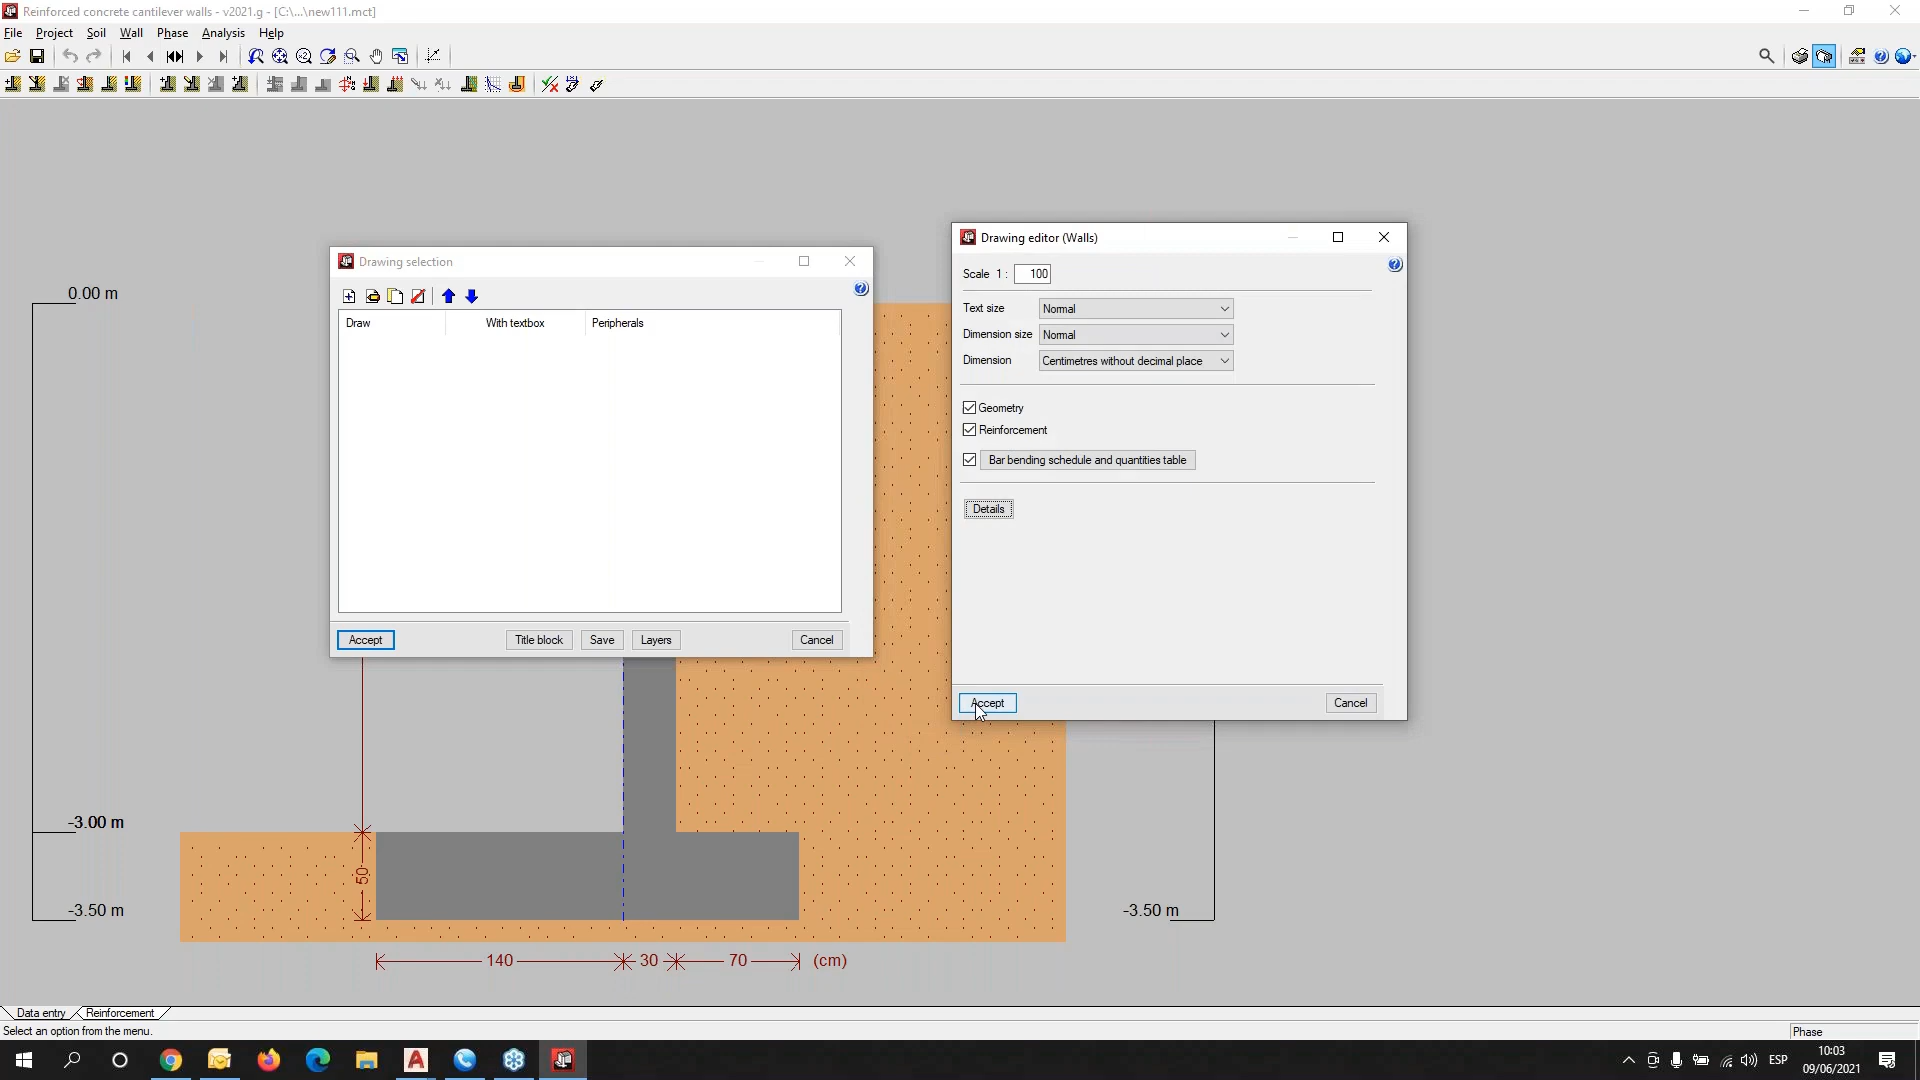 Reinforced concrete cantilever walls - v2021.g - [C:\...\new111.mct]
File Project Soil Wall Phase Analysis Help
Drawing editor (Walls)
Scale 1 : 100
Text size Normal
Dimension size Normal
Dimension Centimetres without decimal place
Geometry
Reinforcement
Bar bending schedule and quantities table
Details
Accept Cancel
Drawing selection
Draw With textbox Peripherals
Accept Title block Save Layers Cancel
0.00 m
-3.00 m
-3.50 m
50
-3.50 m
140 30 70 (cm)
Data entry Reinforcement
Select an option from the menu.
Phase
ESP
10:03
09/06/2021